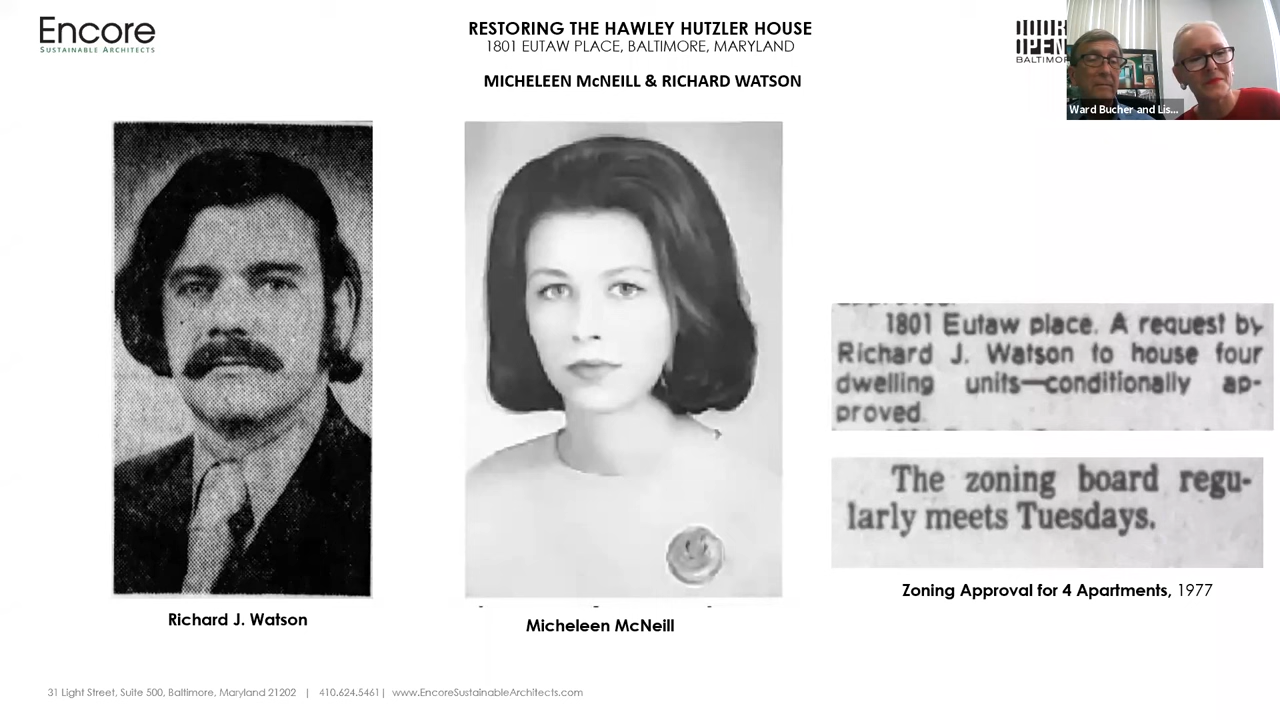 Encore
SUSTAINABLE ARCHITECTS
RESTORING THE HAWLEY HUTZLER HOUSE
1801 EUTAW PLACE, BALTIMORE, MARYLAND
MICHELEEN McNEILL & RICHARD WATSON
OPEN
BALTIMOR
Ward Bucher and Lis...
1801 Eutaw place. A request by
Richard J. Watson to house four
dwelling units—conditionally ap-
proved
The zoning board regu-
larly meets Tuesdays.
Zoning Approval for 4 Apartments, 1977
Richard J. Watson
Micheleen McNeill
31 Light Street, Suite 500, Baltimore, Maryland 21202 | 410.624.5461| www.EncoreSustainableArchitects.com